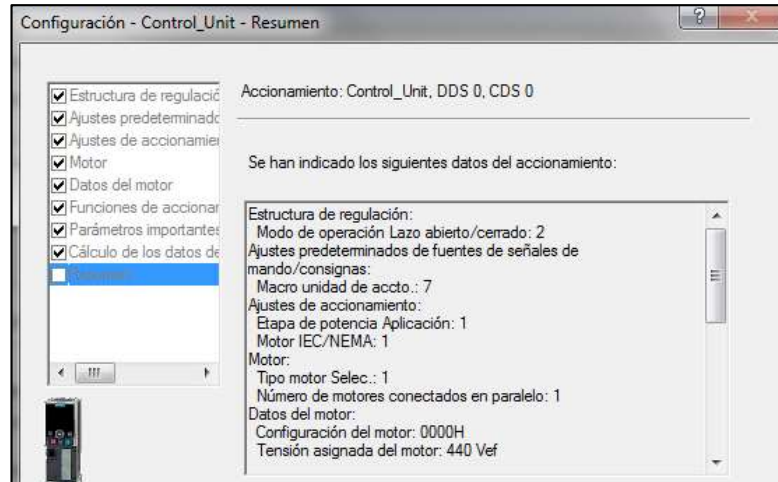 Configuración - Control_Unit - Resumen
Estructura de regulació
Ajustes predeterminado
Ajustes de accionamier
Motor
Datos del motor
Funciones de accionar
Parámetros importantes
Cálculo de los datos de
Resumen
Accionamiento: Control_Unit, DDS 0, CDS 0
Se han indicado los siguientes datos del accionamiento:
Estructura de regulación:
Modo de operación Lazo abierto/cerrado: 2
Ajustes predeterminados de fuentes de señales de
mando/consignas:
Macro unidad de accto.: 7
Ajustes de accionamiento:
Etapa de potencia Aplicación: 1
Motor IEC/NEMA: 1
Motor:
Tipo motor Selec.: 1
Número de motores conectados en paralelo: 1
Datos del motor:
Configuración del motor: 0000H
Tensión asignada del motor: 440 Vef